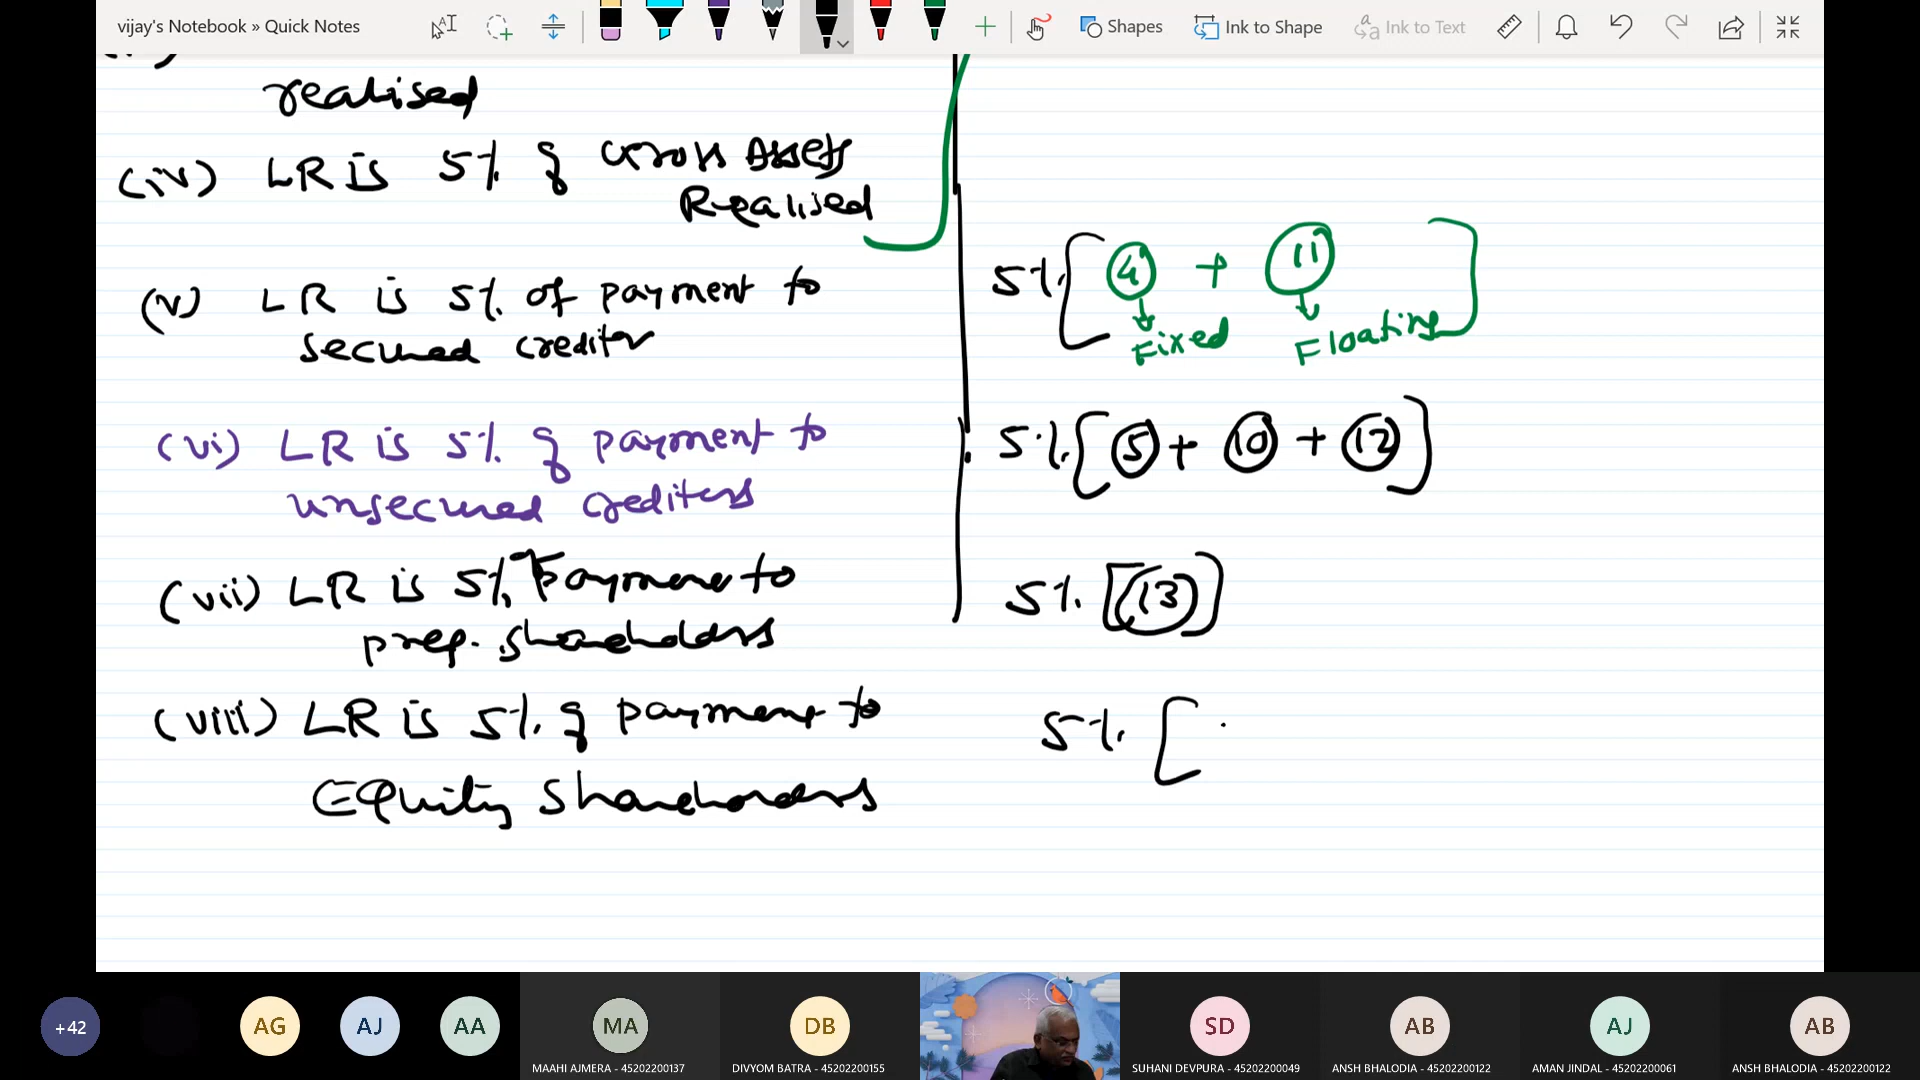 vijay's Notebook » Quick Notes
Shapes
Ink to Shape
Ink to Text
realised
(iv) LR is 5% of Gross Assets
Realised
(v) LR is 5% of payment to
secured creditor
5% [ 4 + 11 ]
Fixed Floating
(vi) LR is 5% of payment to
unsecured creditors
5% [ 5 + 10 + 12 ]
(vii) LR is 5% Payment to
pref. shareholders
5% [ 13 ]
(viii) LR is 5% of payment to
Equity Shareholders
5% [
+42
AG
AJ
AA
MA
MAAHI AJMERA - 45202200137
DB
DIVYOM BATRA - 45202200155
SD
SUHANI DEVPURA - 45202200049
AB
ANSH BHALODIA - 45202200122
AJ
AMAN JINDAL - 45202200061
AB
ANSH BHALODIA - 45202200122